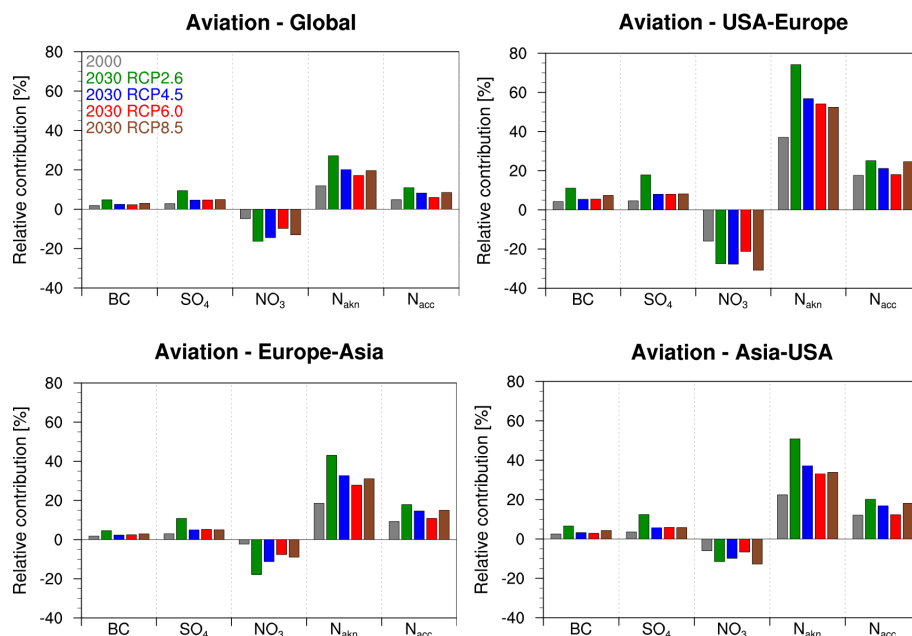 Aviation - Global
Relative contribution [%]
80
60
40
20
0
-20
-40
2000
2030 RCP2.6
2030 RCP4.5
2030 RCP6.0
2030 RCP8.5
BC SO₄ NO₃ Nₐₖₙ Nₐcc
Aviation - USA-Europe
Relative contribution [%]
80
60
40
20
0
-20
-40
BC SO₄ NO₃ Nₐₖₙ Nₐcc
Aviation - Europe-Asia
Relative contribution [%]
80
60
40
20
0
-20
-40
BC SO₄ NO₃ Nₐₖₙ Nₐcc
Aviation - Asia-USA
Relative contribution [%]
80
60
40
20
0
-20
-40
BC SO₄ NO₃ Nₐₖₙ Nₐcc